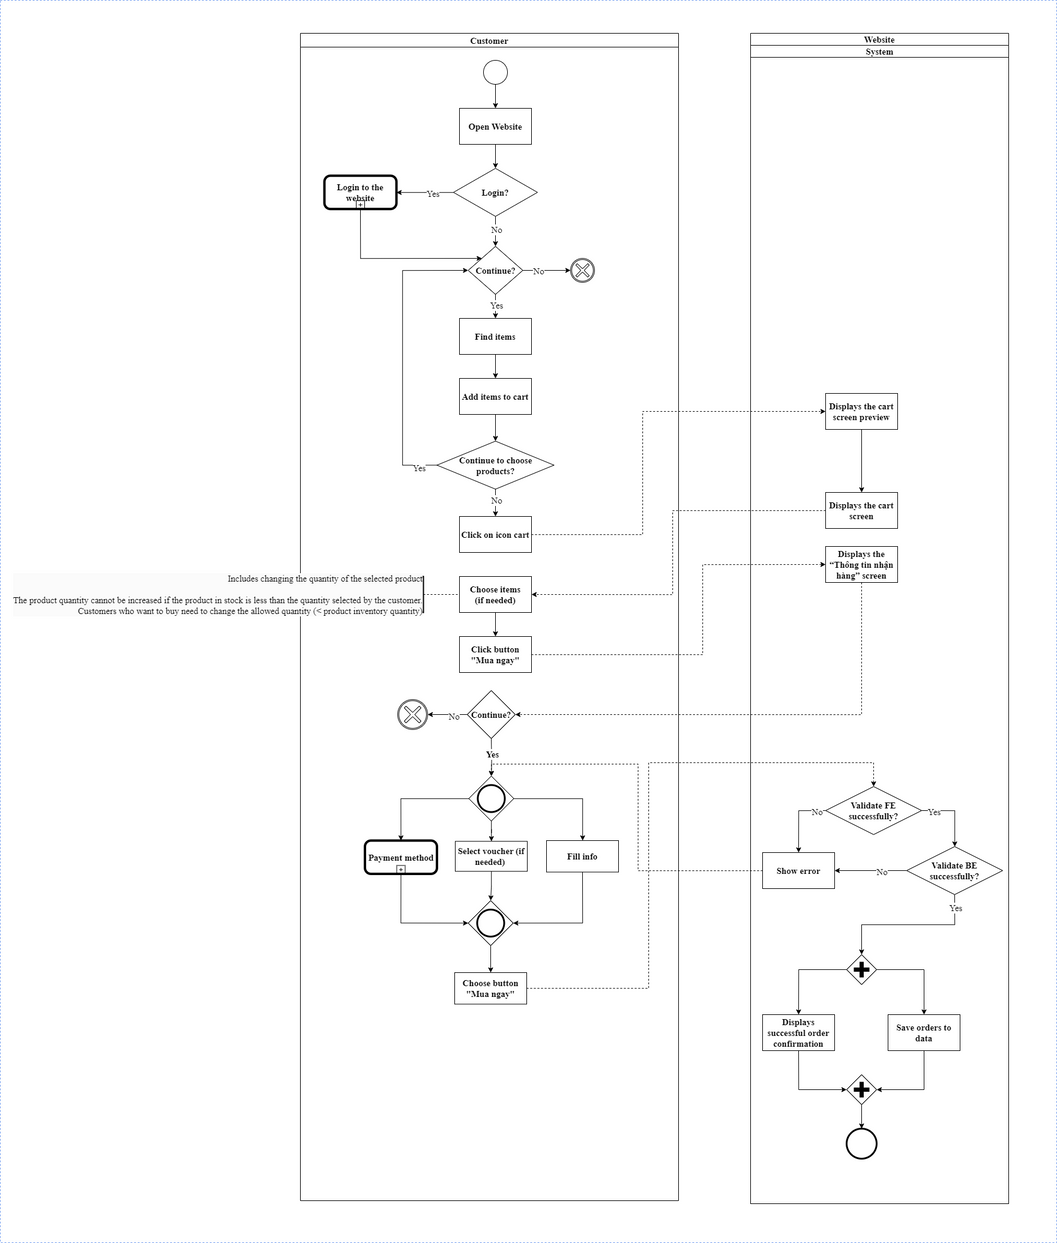 Customer
Website
System
Open Website
Login to the
website
Yes
Login?
No
Continue?
No
Yes
Find items
Add items to cart
Displays the cart
screen preview
Continue to choose
products?
Yes
No
Click on icon cart
Displays the cart
screen
Displays the
“Thông tin nhận
hàng” screen
Includes changing the quantity of the selected product
The product quantity cannot be increased if the product in stock is less than the quantity selected by the customer.
Customers who want to buy need to change the allowed quantity (< product inventory quantity)
Choose items
(if needed)
Click button
"Mua ngay"
No
Continue?
Yes
Validate FE
successfully?
No
Yes
Payment method
Select voucher (if
needed)
Fill info
Show error
No
Validate BE
successfully?
Yes
Choose button
"Mua ngay"
Displays
successful order
confirmation
Save orders to
data